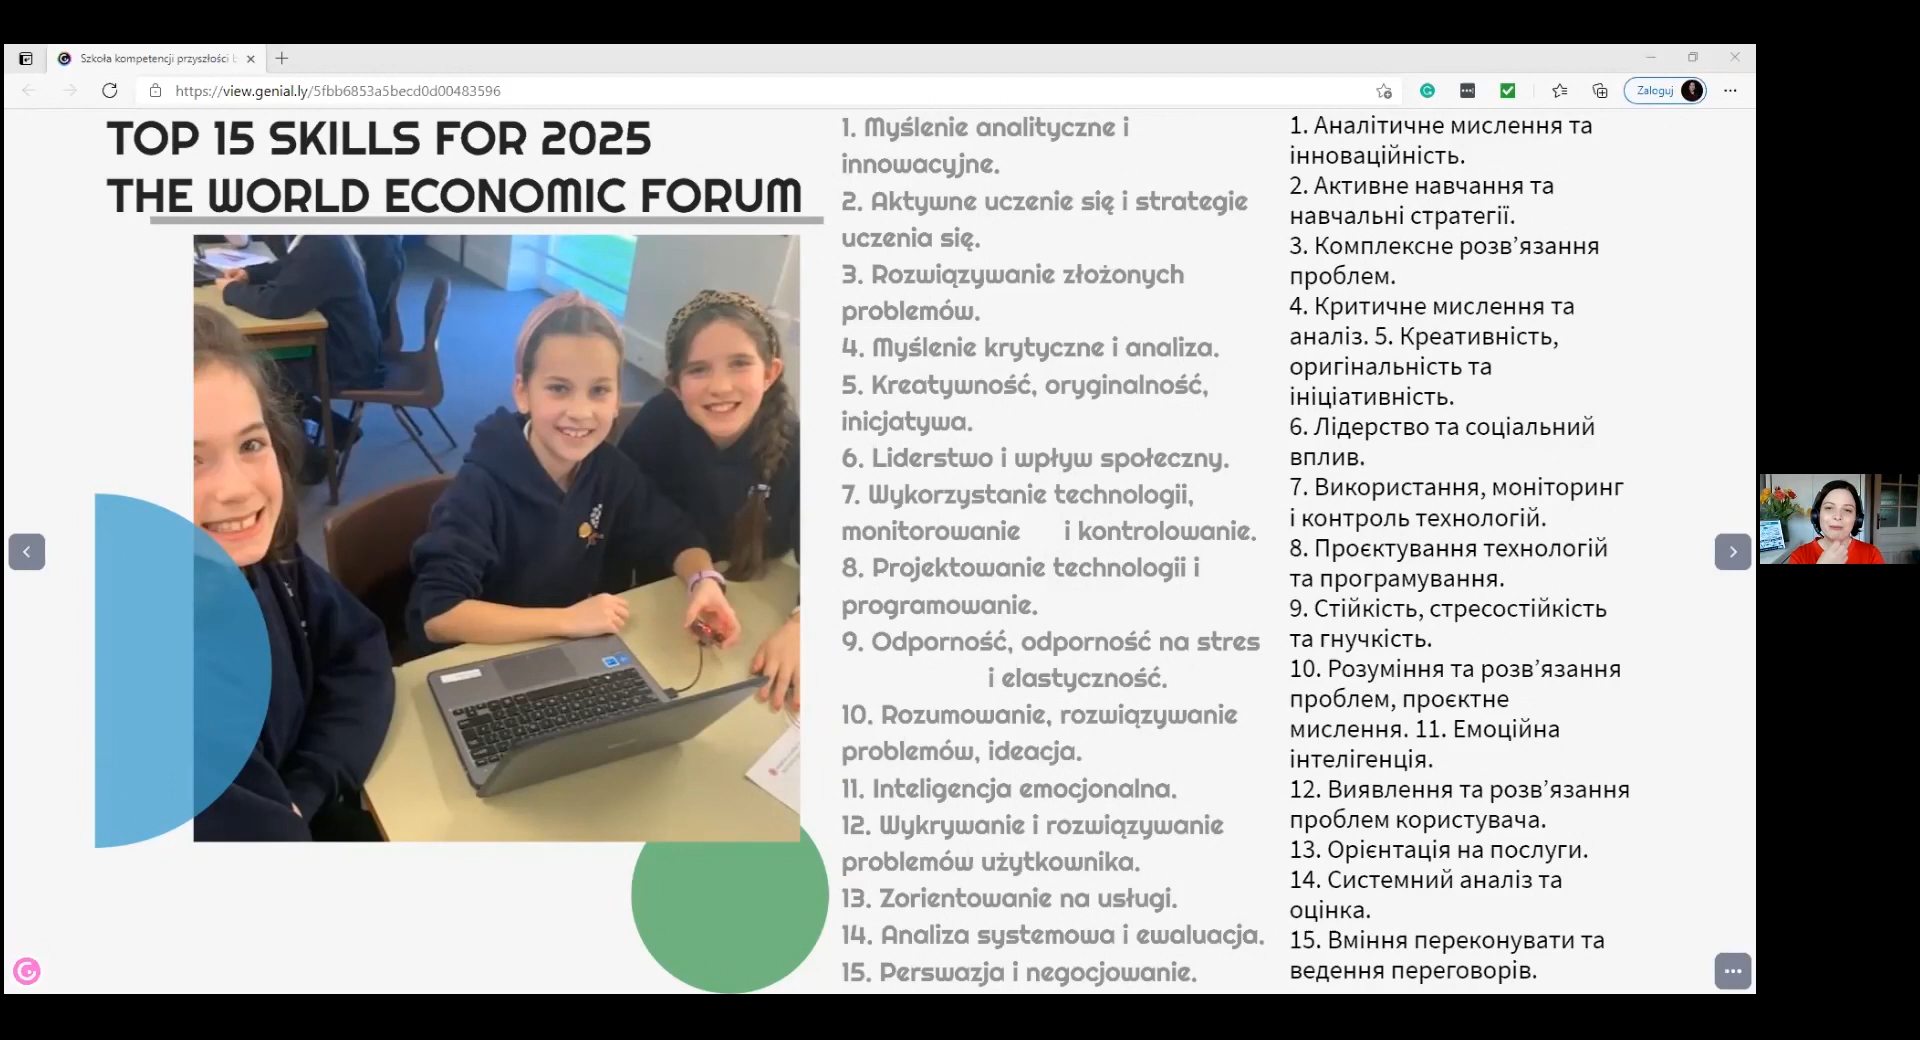 Szkoła kompetencji przyszłości
https://view.genial.ly/5fbb6853a5becd0d00483596
Zaloguj
TOP 15 SKILLS FOR 2025
THE WORLD ECONOMIC FORUM
1. Myślenie analityczne i
innowacyjne.
2. Aktywne uczenie się i strategie
uczenia się.
3. Rozwiązywanie złożonych
problemów.
4. Myślenie krytyczne i analiza.
5. Kreatywność, oryginalność,
inicjatywa.
6. Liderstwo i wpływ społeczny.
7. Wykorzystanie technologii,
monitorowanie i kontrolowanie.
8. Projektowanie technologii i
programowanie.
9. Odporność, odporność na stres
i elastyczność.
10. Rozumowanie, rozwiązywanie
problemów, ideacja.
11. Inteligencja emocjonalna.
12. Wykrywanie i rozwiązywanie
problemów użytkownika.
13. Zorientowanie na usługi.
14. Analiza systemowa i ewaluacja.
15. Perswazja i negocjowanie.
1. Аналітичне мислення та
інноваційність.
2. Активне навчання та
навчальні стратегії.
3. Комплексне розв’язання
проблем.
4. Критичне мислення та
аналіз. 5. Креативність,
оригінальність та
ініціативність.
6. Лідерство та соціальний
вплив.
7. Використання, моніторинг
і контроль технологій.
8. Проєктування технологій
та програмування.
9. Стійкість, стресостійкість
та гнучкість.
10. Розуміння та розв’язання
проблем, проєктне
мислення. 11. Емоційна
інтелігенція.
12. Виявлення та розв’язання
проблем користувача.
13. Орієнтація на послуги.
14. Системний аналіз та
оцінка.
15. Вміння переконувати та
ведення переговорів.